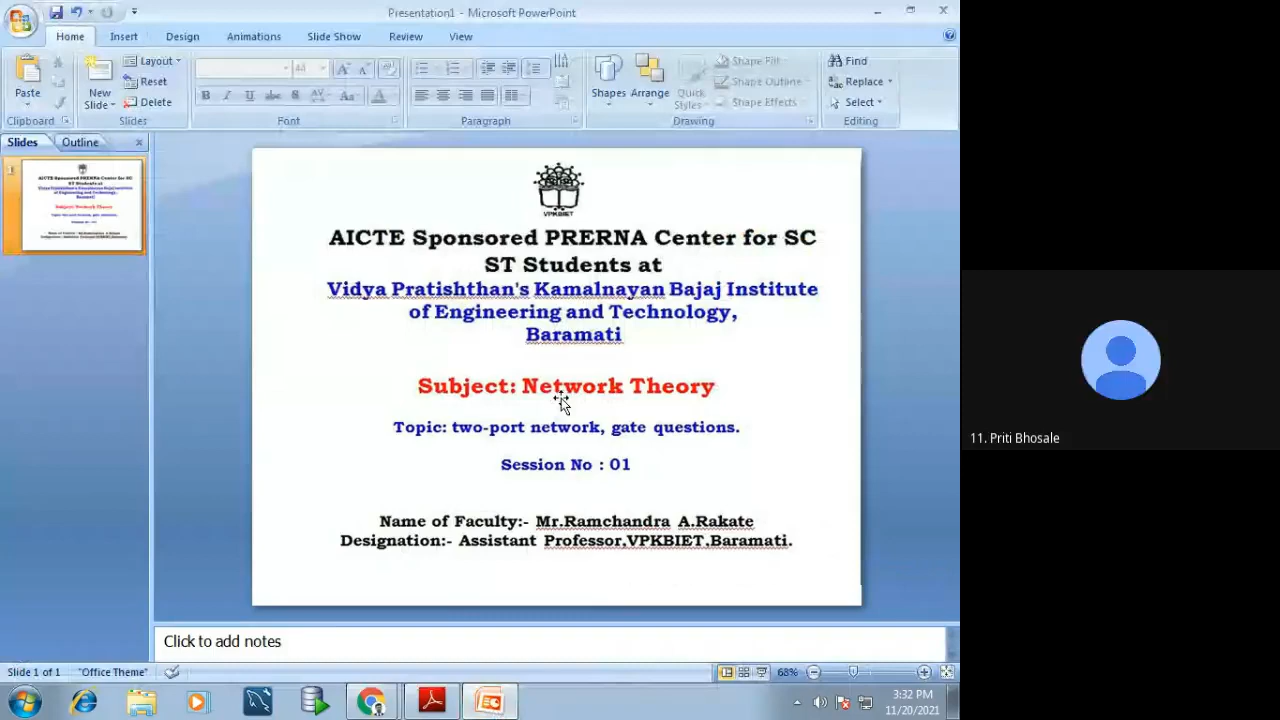 Presentation1 - Microsoft PowerPoint
Home Insert Design Animations Slide Show Review View
Paste
Clipboard
New Slide
Layout
Reset
Delete
Slides
B I U abc S AV Aa A
Font
Paragraph
Shapes
Arrange
Quick Styles
Shape Fill
Shape Outline
Shape Effects
Drawing
Find
Replace
Select
Editing
Slides Outline
1
VPKBIET
AICTE Sponsored PRERNA Center for SC
ST Students at
Vidya Pratishthan's Kamalnayan Bajaj Institute
of Engineering and Technology,
Baramati
Subject: Network Theory
Topic: two-port network, gate questions.
Session No : 01
Name of Faculty:- Mr.Ramchandra A.Rakate
Designation:- Assistant Professor,VPKBIET,Baramati.
11. Priti Bhosale
Click to add notes
Slide 1 of 1 "Office Theme" 68%
3:32 PM
11/20/2021